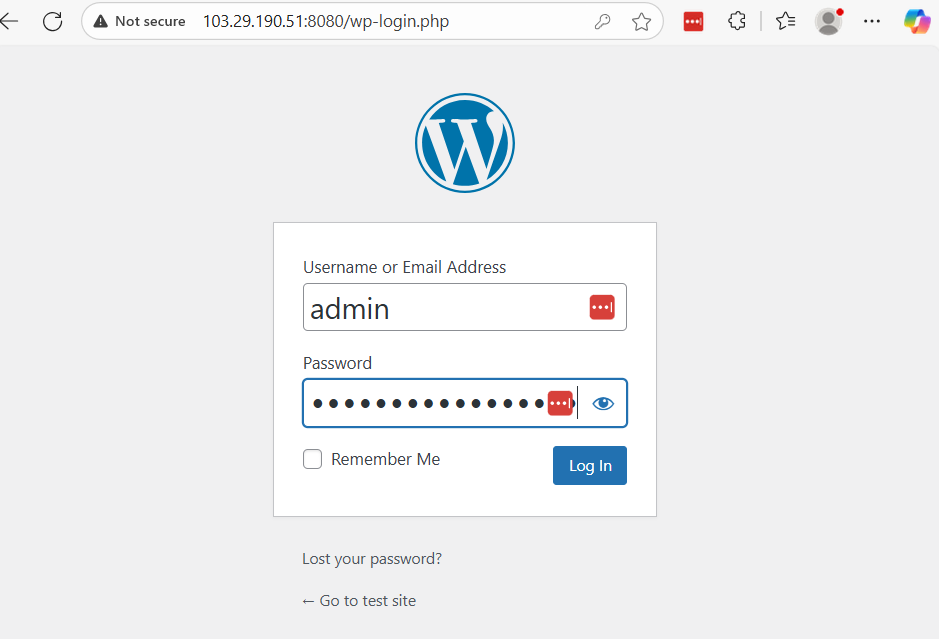 Not secure 103.29.190.51:8080/wp-login.php
Username or Email Address
admin
Password
Remember Me
Log In
Lost your password?
← Go to test site